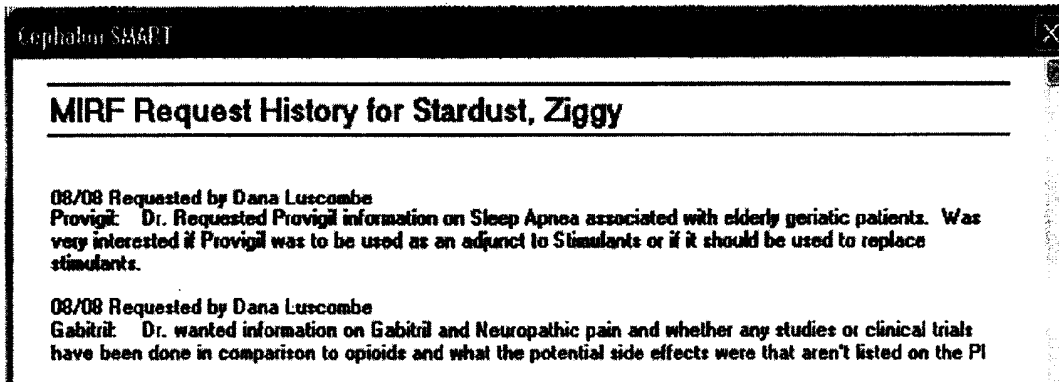 Cephalon SMART
MIRF Request History for Stardust, Ziggy
08/08 Requested by Dana Luscombe
Provigil: Dr. Requested Provigil information on Sleep Apnea associated with elderly geriatic patients. Was
very interested if Provigil was to be used as an adjunct to Stimulants or if it should be used to replace
stimulants.
08/08 Requested by Dana Luscombe
Gabitril: Dr. wanted information on Gabitril and Neuropathic pain and whether any studies or clinical trials
have been done in comparison to opioids and what the potential side effects were that aren't listed on the PI